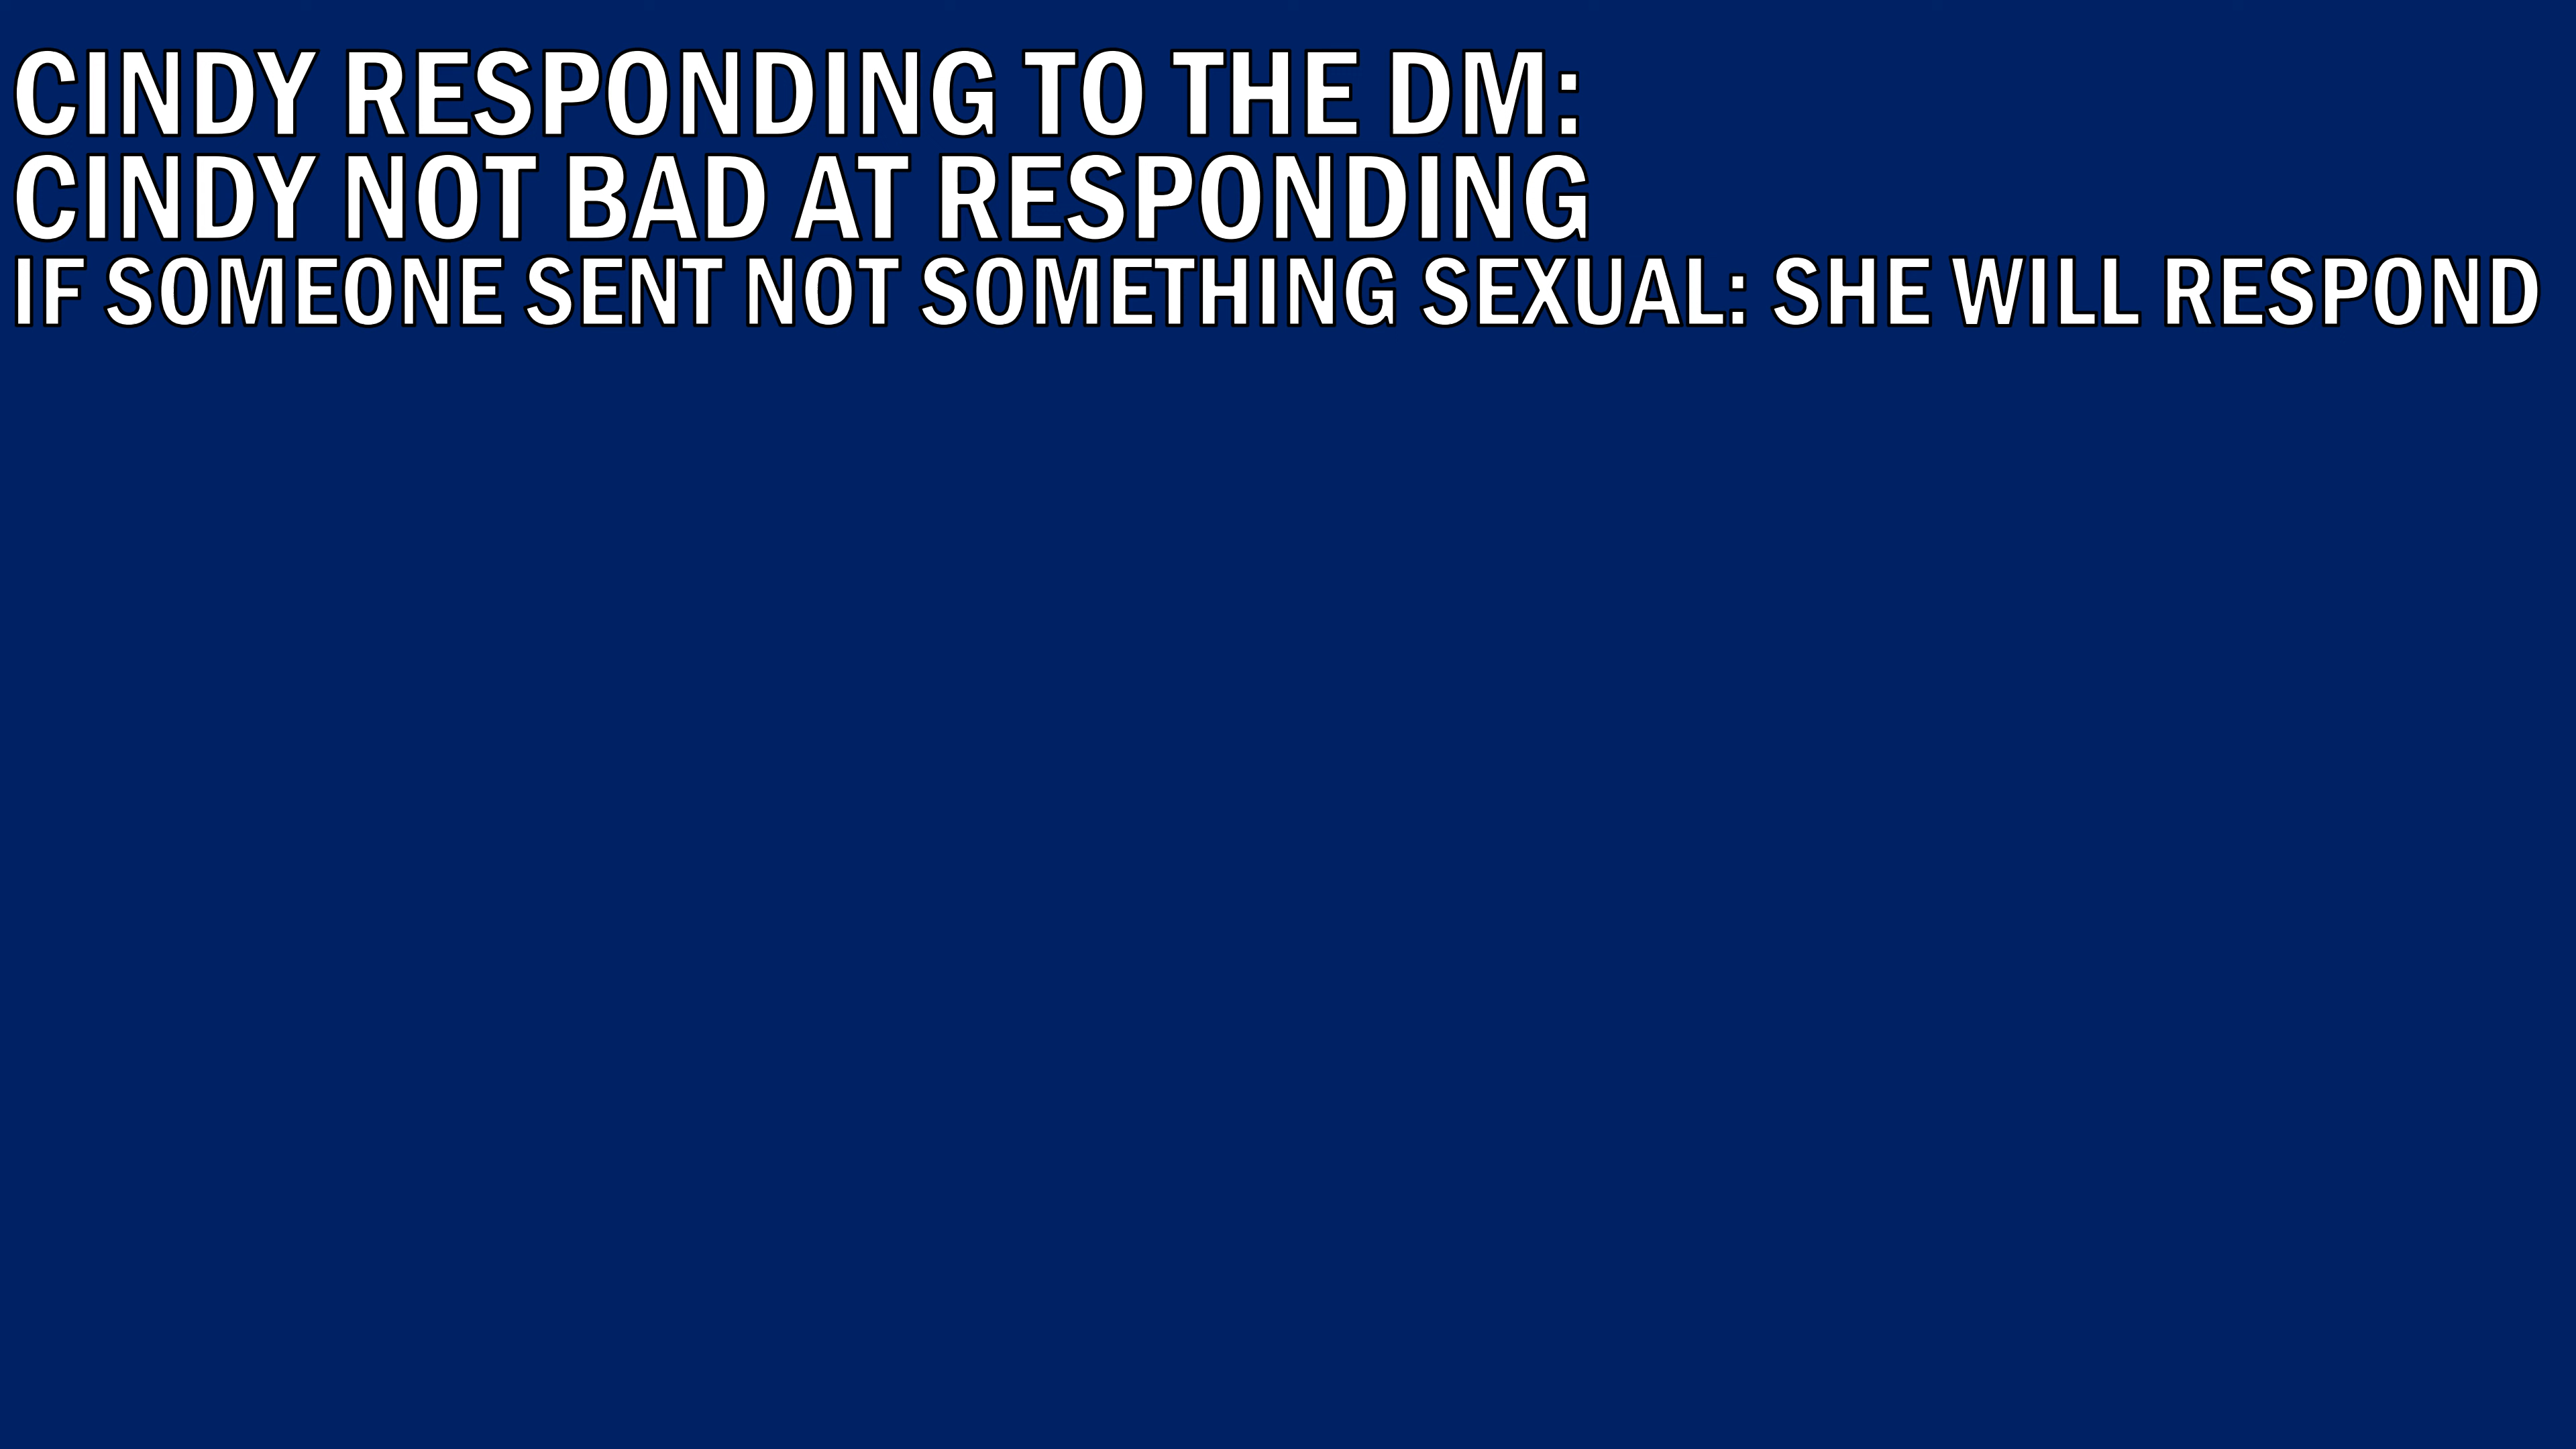 CINDY RESPONDING TO THE DM:
CINDY NOT BAD AT RESPONDING
IF SOMEONE SENT NOT SOMETHING SEXUAL: SHE WILL RESPOND